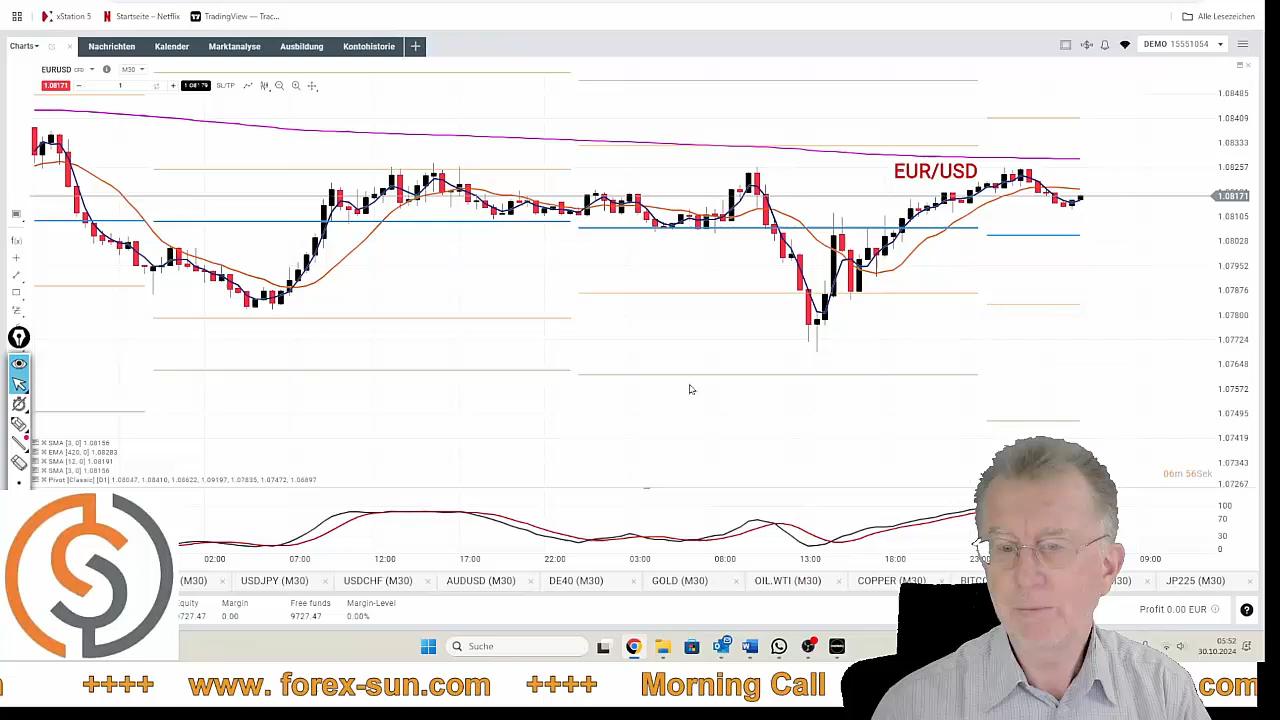 xStation 5 Startseite – Netflix TradingView — Trac... Alle Lesezeichen
Charts Nachrichten Kalender Marktanalyse Ausbildung Kontohistorie + DEMO 15551054
EURUSD CFD M30
1.08171 1 SL/TP
1.08485
1.08409
1.08333
EUR/USD
1.08257
1.08171
1.08105
1.08028
1.07952
1.07876
1.07800
1.07724
1.07648
1.07572
1.07495
1.07419
1.07343
1.07267
f(x)
SMA [3, 0] 1.08156
EMA [420, 0] 1.08283
SMA [12, 0] 1.08191
SMA [3, 0] 1.08156
Pivot [Classic] [D1] 1.08047, 1.08410, 1.08622, 1.09197, 1.07835, 1.07472, 1.06897
06m 56Sek
100
70
30
0
02:00 07:00 12:00 17:00 22:00 03:00 08:00 13:00 18:00 09:00
(M30) USDJPY (M30) USDCHF (M30) AUDUSD (M30) DE40 (M30) GOLD (M30) OIL.WTI (M30) COPPER (M30) (M30) JP225 (M30)
Equity Margin Free funds Margin-Level
9727.47 0.00 9727.47 0.00% Profit 0.00 EUR
Suche 05:52
30.10.2024
++++ www. forex-sun.com ++++ Morning Call com